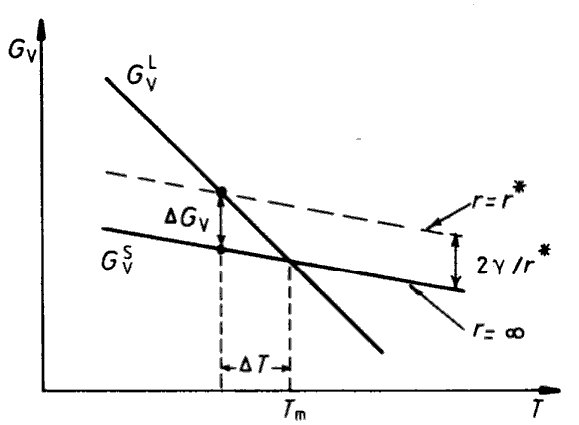 G_V
G_V^L
r = r*
ΔG_V
G_V^S
2γ/r*
r = ∞
ΔT
T_m
T